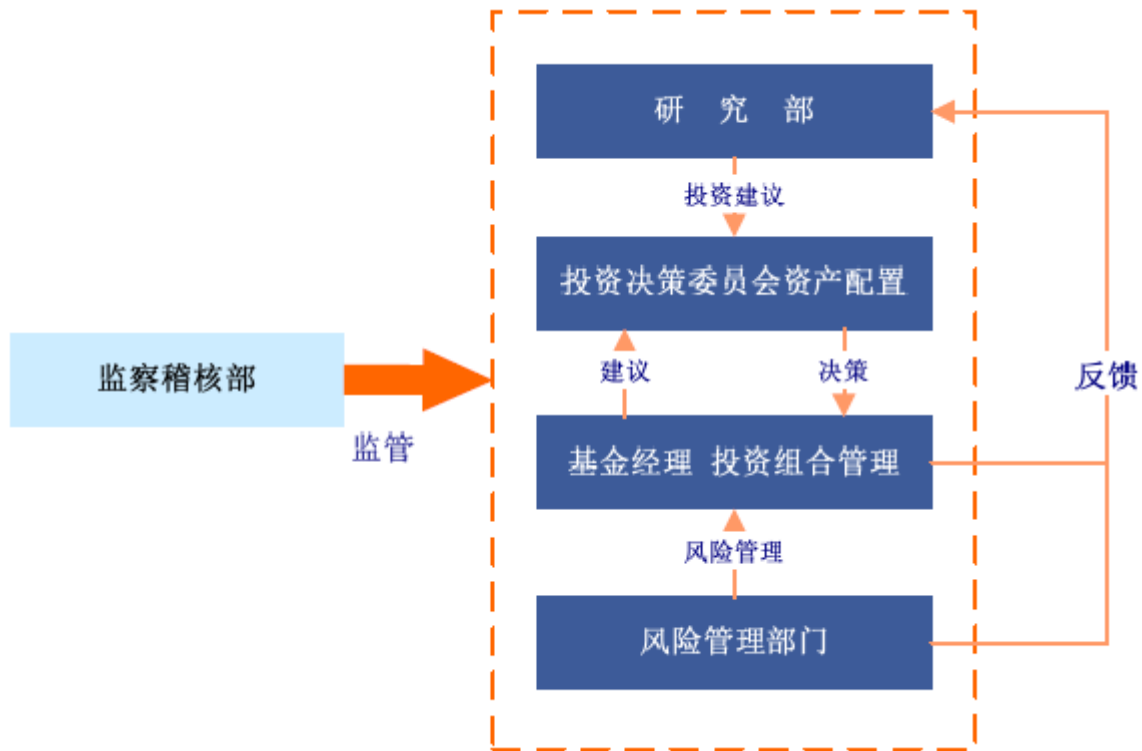 研 究 部
投资建议
投资决策委员会资产配置
监察稽核部
监管
建议
决策
反馈
基金经理 投资组合管理
风险管理
风险管理部门